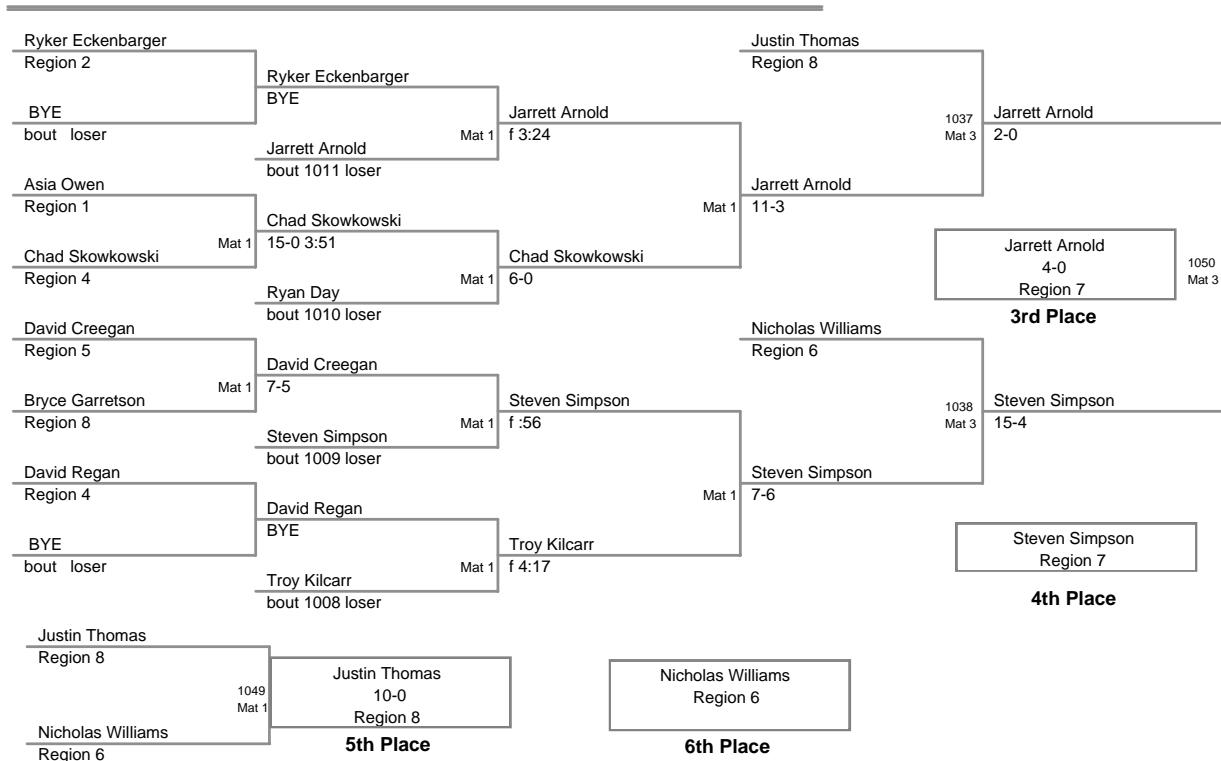 Ryker Eckenbarger
Region 2
BYE
bout loser
Asia Owen
Region 1
Mat 1
Chad Skowkowski
Region 4
David Creegan
Region 5
Mat 1
Bryce Garretson
Region 8
David Regan
Region 4
BYE
bout loser
Ryker Eckenbarger
BYE
Mat 1
Jarrett Arnold
bout 1011 loser
Chad Skowkowski
15-0 3:51
Mat 1
Ryan Day
bout 1010 loser
David Creegan
7-5
Mat 1
Steven Simpson
bout 1009 loser
David Regan
BYE
Mat 1
Troy Kilcarr
bout 1008 loser
Jarrett Arnold
f 3:24
Mat 1
Chad Skowkowski
6-0
Steven Simpson
f :56
Mat 1
Troy Kilcarr
f 4:17
Justin Thomas
Region 8
1037
Mat 3
Jarrett Arnold
11-3
Nicholas Williams
Region 6
1038
Mat 3
Steven Simpson
7-6
Jarrett Arnold
2-0
Jarrett Arnold
4-0
Region 7
1050
Mat 3
3rd Place
Steven Simpson
15-4
Steven Simpson
Region 7
4th Place
Justin Thomas
Region 8
1049
Mat 1
Nicholas Williams
Region 6
Justin Thomas
10-0
Region 8
5th Place
Nicholas Williams
Region 6
6th Place